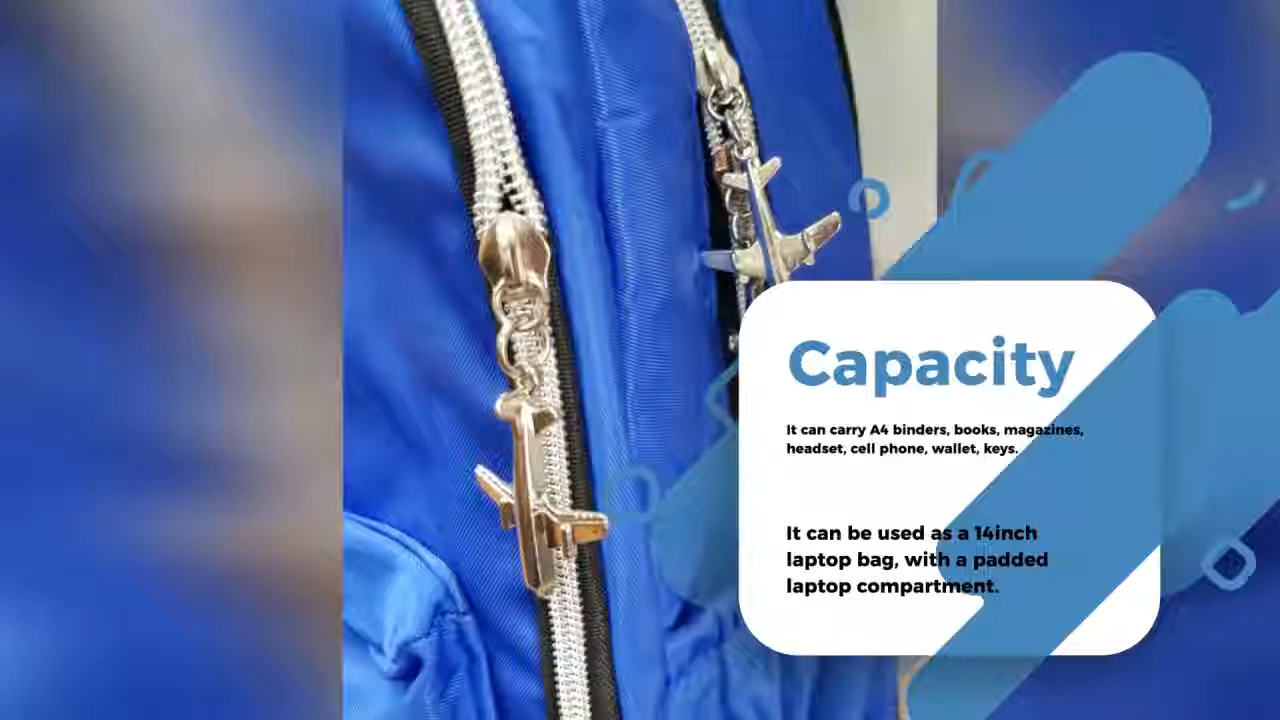 Capacity
It can carry A4 binders, books, magazines,
headset, cell phone, wallet, keys.
It can be used as a 14inch
laptop bag, with a padded
laptop compartment.